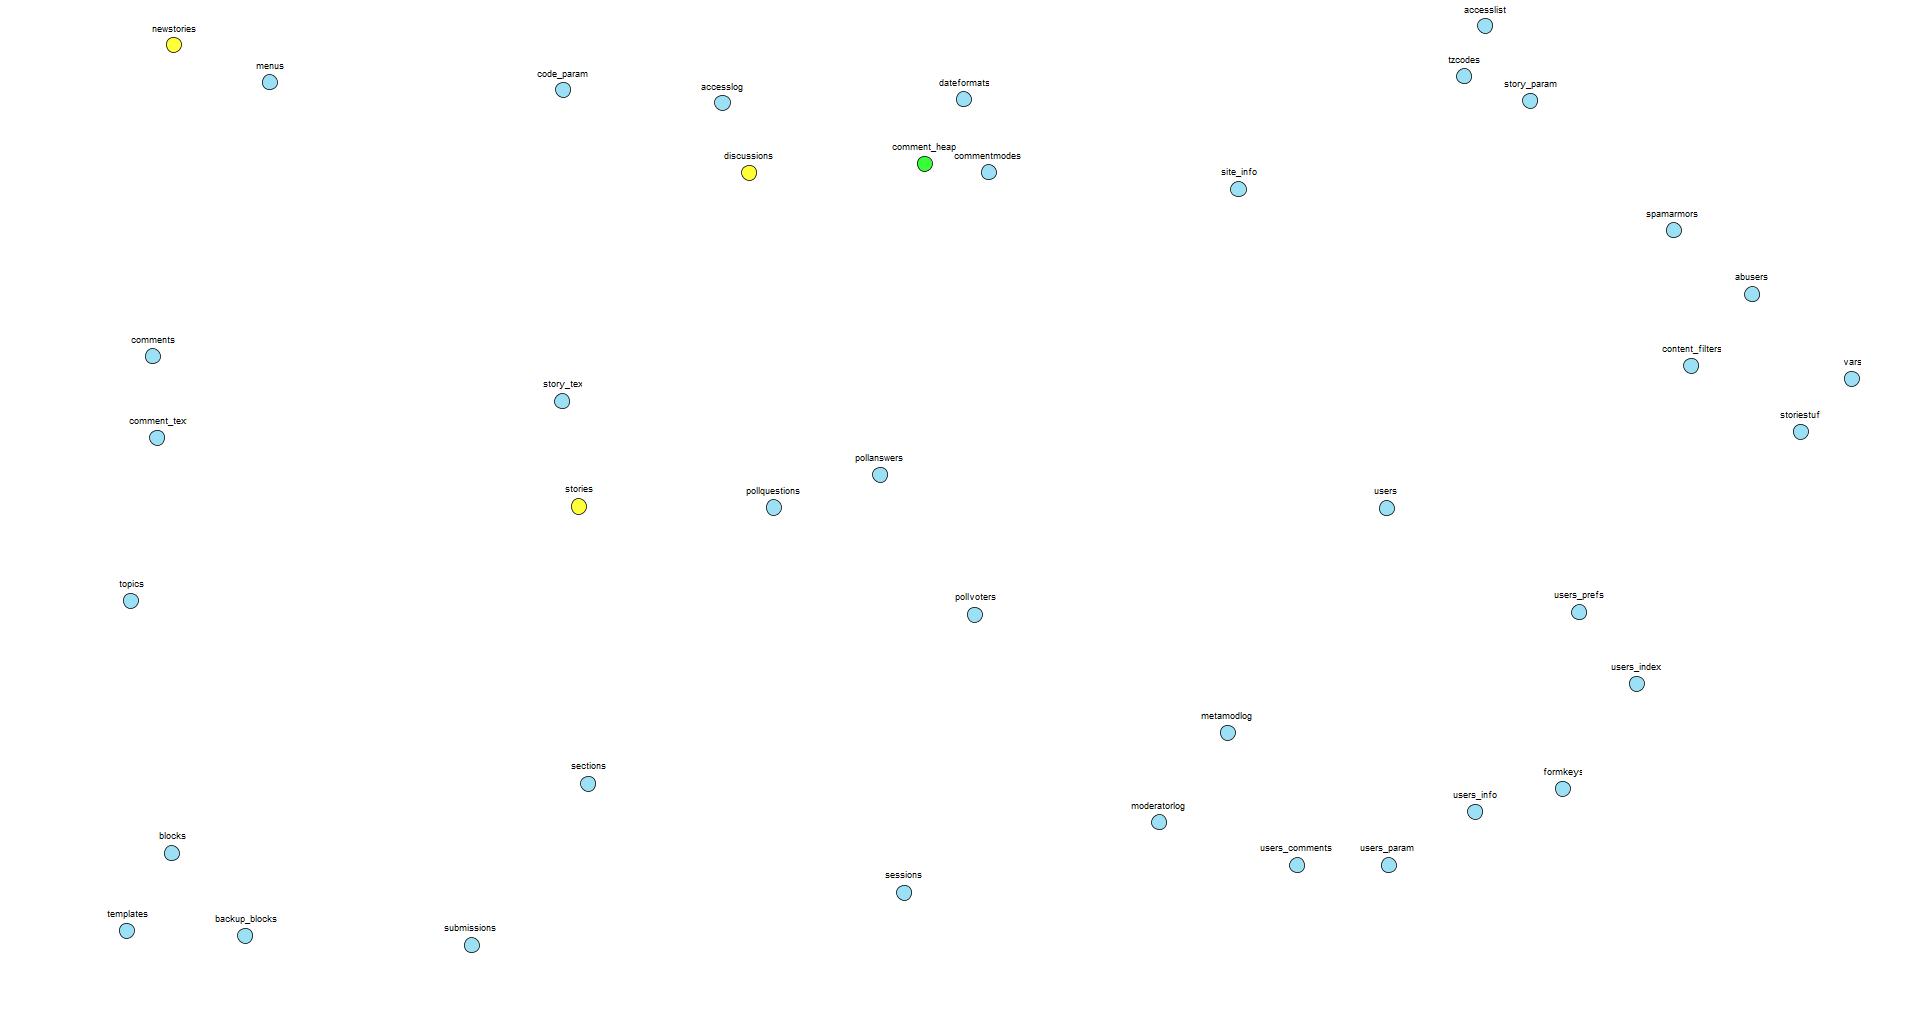 accesslist
newstories
tzcodes
menus
code_param
dateformats
story_param
accesslog
comment_heap
discussions
commentmodes
site_info
spamarmors
abusers
comments
content_filters
vars
story_tex
storiestuf
comment_tex
pollanswers
stories
pollquestions
users
topics
users_prefs
pollvoters
users_index
metamodlog
sections
formkeys
users_info
moderatorlog
blocks
users_comments
users_param
sessions
templates
backup_blocks
submissions